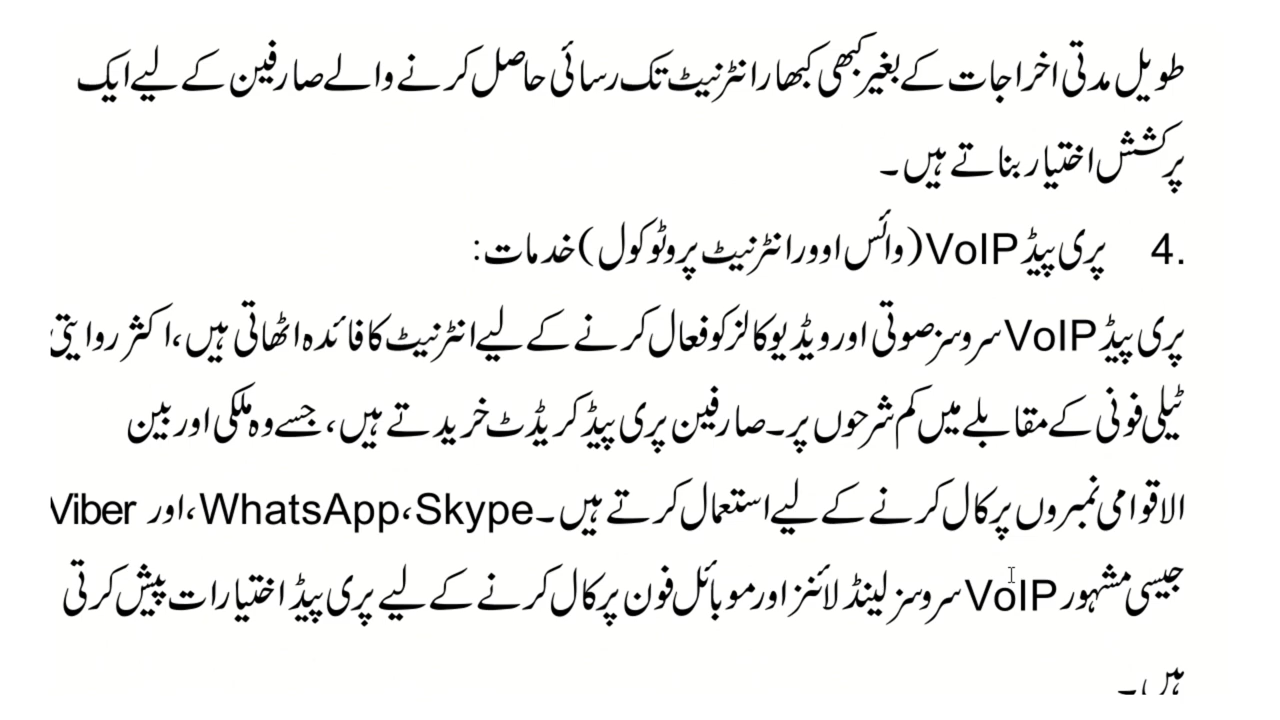 طویل مدتی اخراجات کے بغیر کبھی کبھار انٹرنیٹ تک رسائی حاصل کرنے والے صارفین کے لیے ایک
پرکشش اختیار بناتے ہیں۔
4. پری پیڈ VoIP (وائس اوور انٹرنیٹ پروٹوکول) خدمات:
پری پیڈ VoIP سروسز صوتی اور ویڈیو کالز کو فعال کرنے کے لیے انٹرنیٹ کا فائدہ اٹھاتی ہیں، اکثر روایتی
ٹیلی فونی کے مقابلے میں کم شرحوں پر۔ صارفین پری پیڈ کریڈٹ خریدتے ہیں، جسے وہ ملکی اور بین
الاقوامی نمبروں پر کال کرنے کے لیے استعمال کرتے ہیں۔ Skype، WhatsApp، اور Viber
جیسی مشہور VoIP سروسز لینڈ لائنز اور موبائل فون پر کال کرنے کے لیے پری پیڈ اختیارات پیش کرتی
ہیں۔